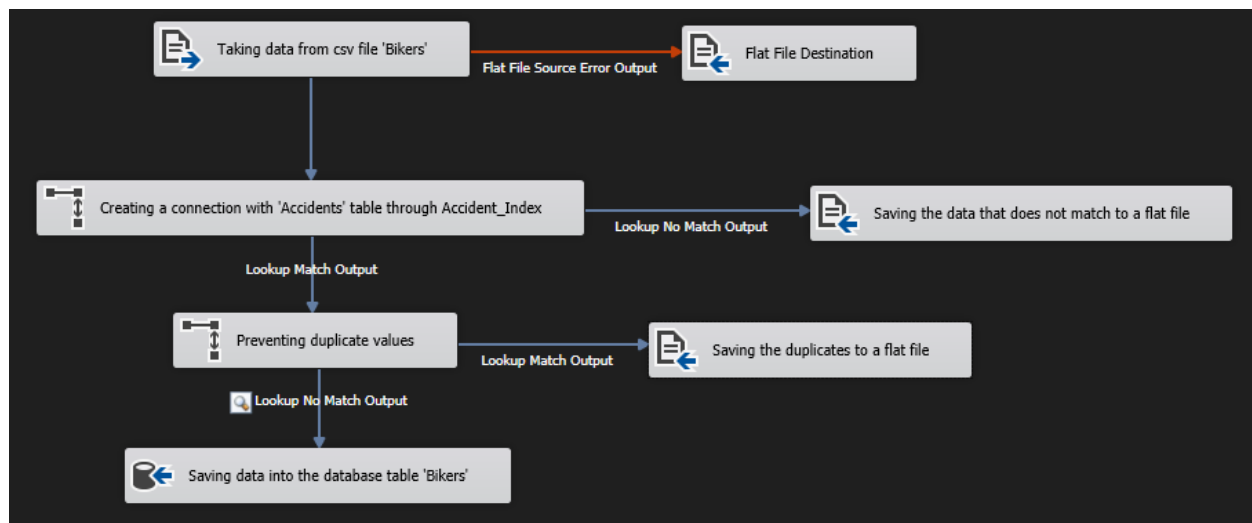 Taking data from csv file 'Bikers'
Flat File Source Error Output
Flat File Destination
Creating a connection with 'Accidents' table through Accident_Index
Lookup No Match Output
Saving the data that does not match to a flat file
Lookup Match Output
Preventing duplicate values
Lookup Match Output
Saving the duplicates to a flat file
Lookup No Match Output
Saving data into the database table 'Bikers'